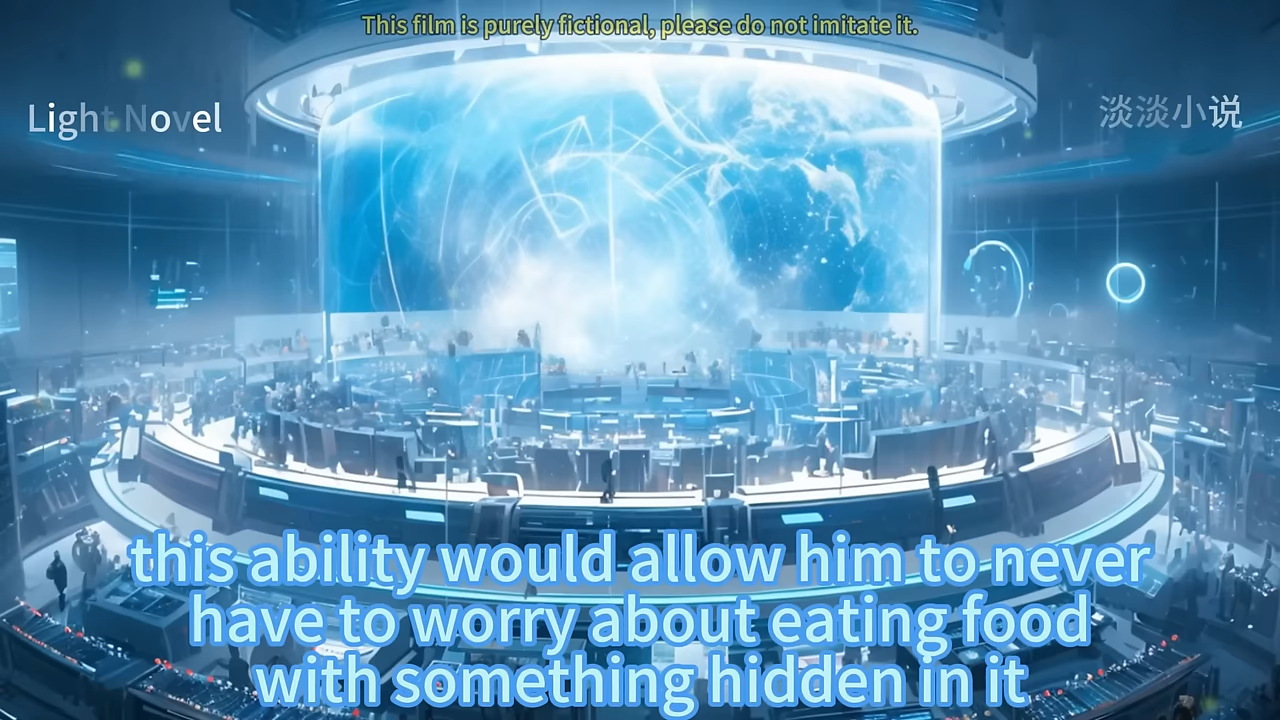 This film is purely fictional, please do not imitate it.
Light Novel
淡淡小说
this ability would allow him to never
have to worry about eating food
with something hidden in it